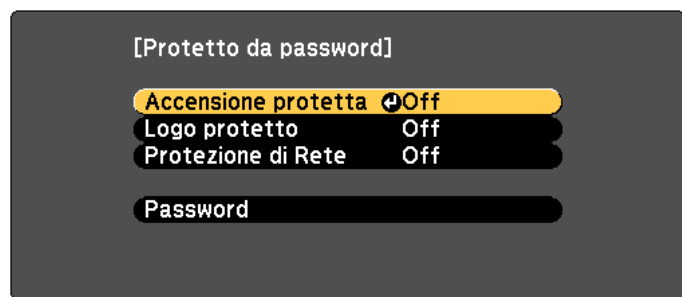 [Protetto da password]
Accensione protetta Off
Logo protetto Off
Protezione di Rete Off
Password